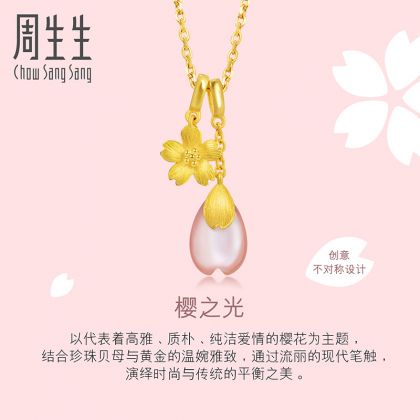 周生生
Chow Sang Sang
创意
不对称设计
樱之光
以代表着高雅、质朴、纯洁爱情的樱花为主题，
结合珍珠贝母与黄金的温婉雅致，通过流丽的现代笔触，
演绎时尚与传统的平衡之美。